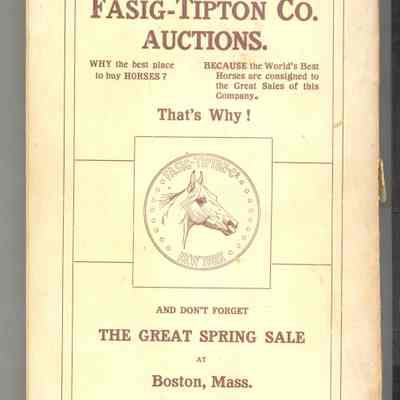 FASIG-TIPTON CO.
AUCTIONS.
WHY the best place
to buy HORSES?
BECAUSE the World's Best
Horses are consigned to
the Great Sales of this
Company.
That's Why!
FASIG-TIPTON-Co
NEW YORK
AND DON'T FORGET
THE GREAT SPRING SALE
AT
Boston, Mass.